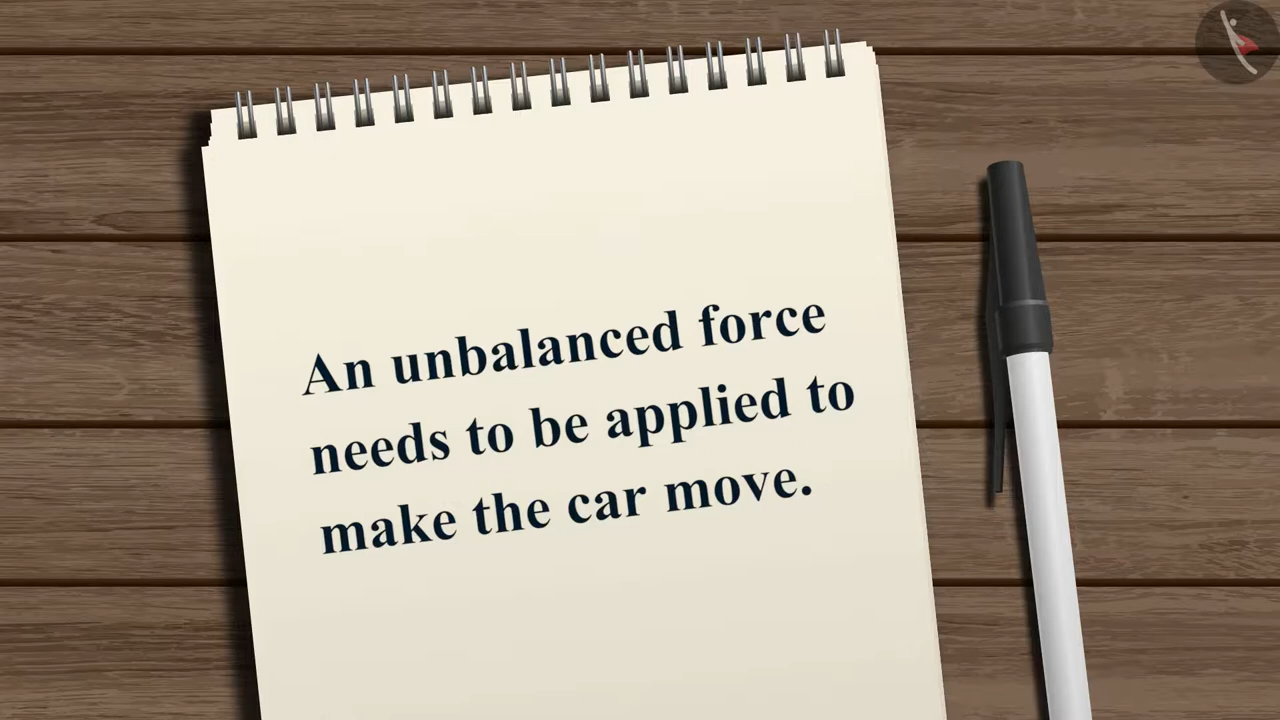 An unbalanced force
needs to be applied to
make the car move.